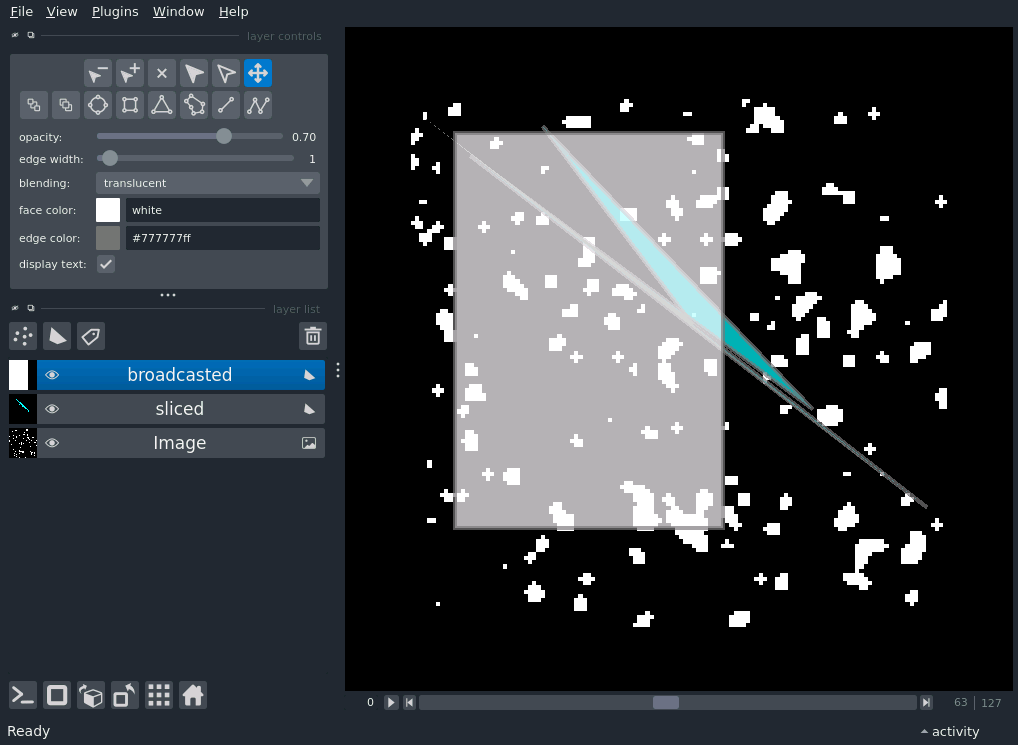 File View Plugins Window Help
layer controls
opacity: 0.70
edge width: 1
blending: translucent
face color: white
edge color: #777777ff
display text:
layer list
broadcasted
sliced
Image
0 63 127
Ready activity